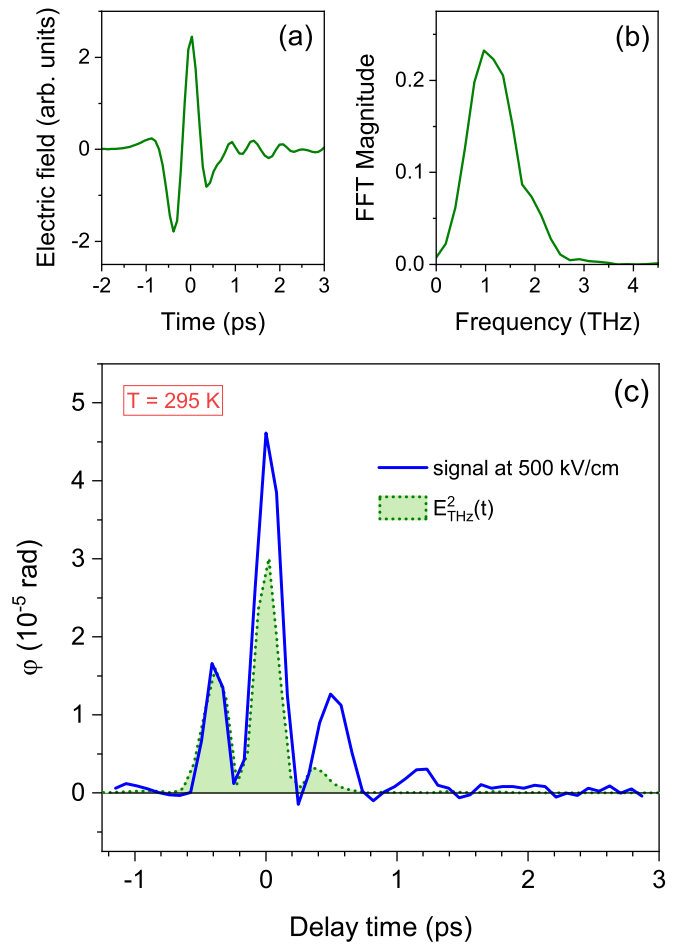 (a)
Electric field (arb. units)
2
0
-2
-2 -1 0 1 2 3
Time (ps)
(b)
FFT Magnitude
0.2
0.1
0.0
0 1 2 3 4
Frequency (THz)
(c)
T = 295 K
signal at 500 kV/cm
E²THz(t)
φ (10⁻⁵ rad)
5
4
3
2
1
0
-1 0 1 2 3
Delay time (ps)